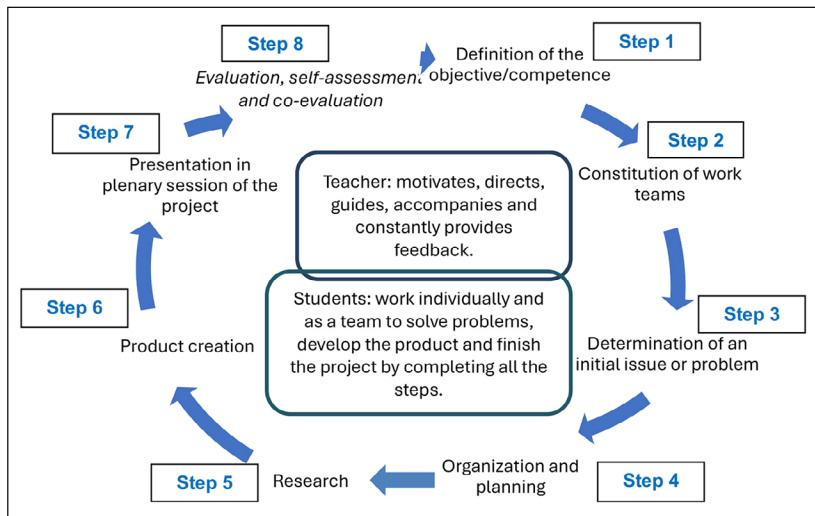 Step 1
Definition of the
objective/competence
Step 2
Constitution of work
teams
Step 3
Determination of an
initial issue or problem
Step 4
Organization and
planning
Step 5
Research
Step 6
Product creation
Step 7
Presentation in
plenary session of the
project
Step 8
Evaluation, self-assessment
and co-evaluation
Teacher: motivates, directs,
guides, accompanies and
constantly provides
feedback.
Students: work individually and
as a team to solve problems,
develop the product and finish
the project by completing all the
steps.